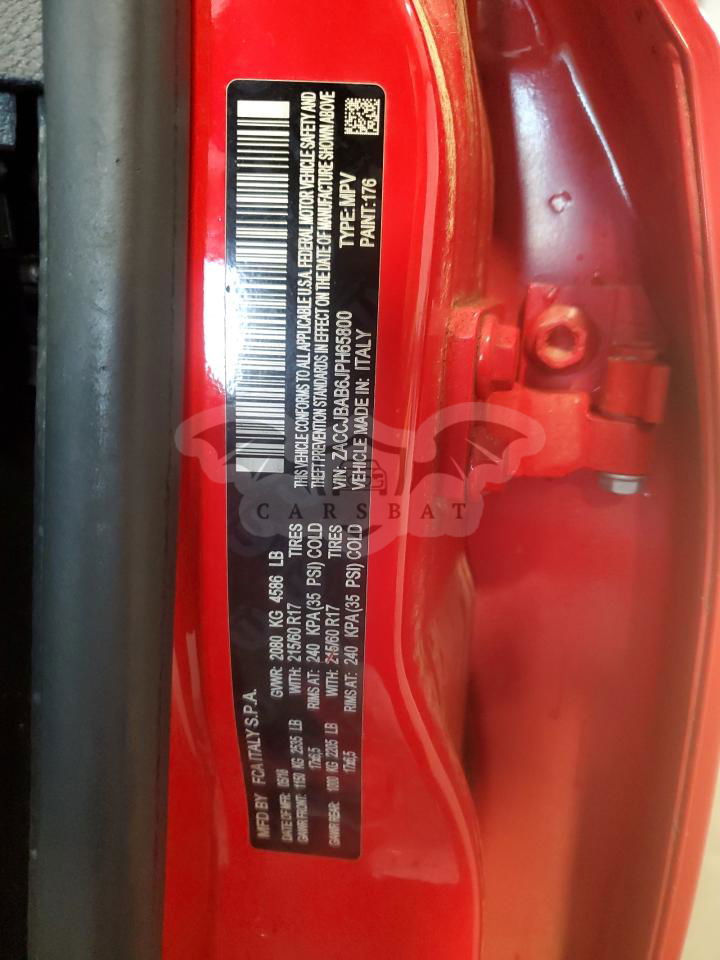 MFD BY FCA ITALY S.P.A.
DATE OF MFR: 05/18 GVWR: 2080 KG 4586 LB
GAWR FRONT: 1150 KG 2535 LB WITH: 215/60 R17 TIRES
17x6,5 RIMS AT: 240 KPA (35 PSI) COLD
GAWR REAR: 1000 KG 2205 LB WITH: 215/60 R17 TIRES
17x6,5 RIMS AT: 240 KPA (35 PSI) COLD
THIS VEHICLE CONFORMS TO ALL APPLICABLE U.S.A. FEDERAL MOTOR VEHICLE SAFETY AND
THEFT PREVENTION STANDARDS IN EFFECT ON THE DATE OF MANUFACTURE SHOWN ABOVE
VIN: ZACCJBAB6JPH65800 TYPE: MPV
VEHICLE MADE IN: ITALY PAINT: 176
CARSBAT